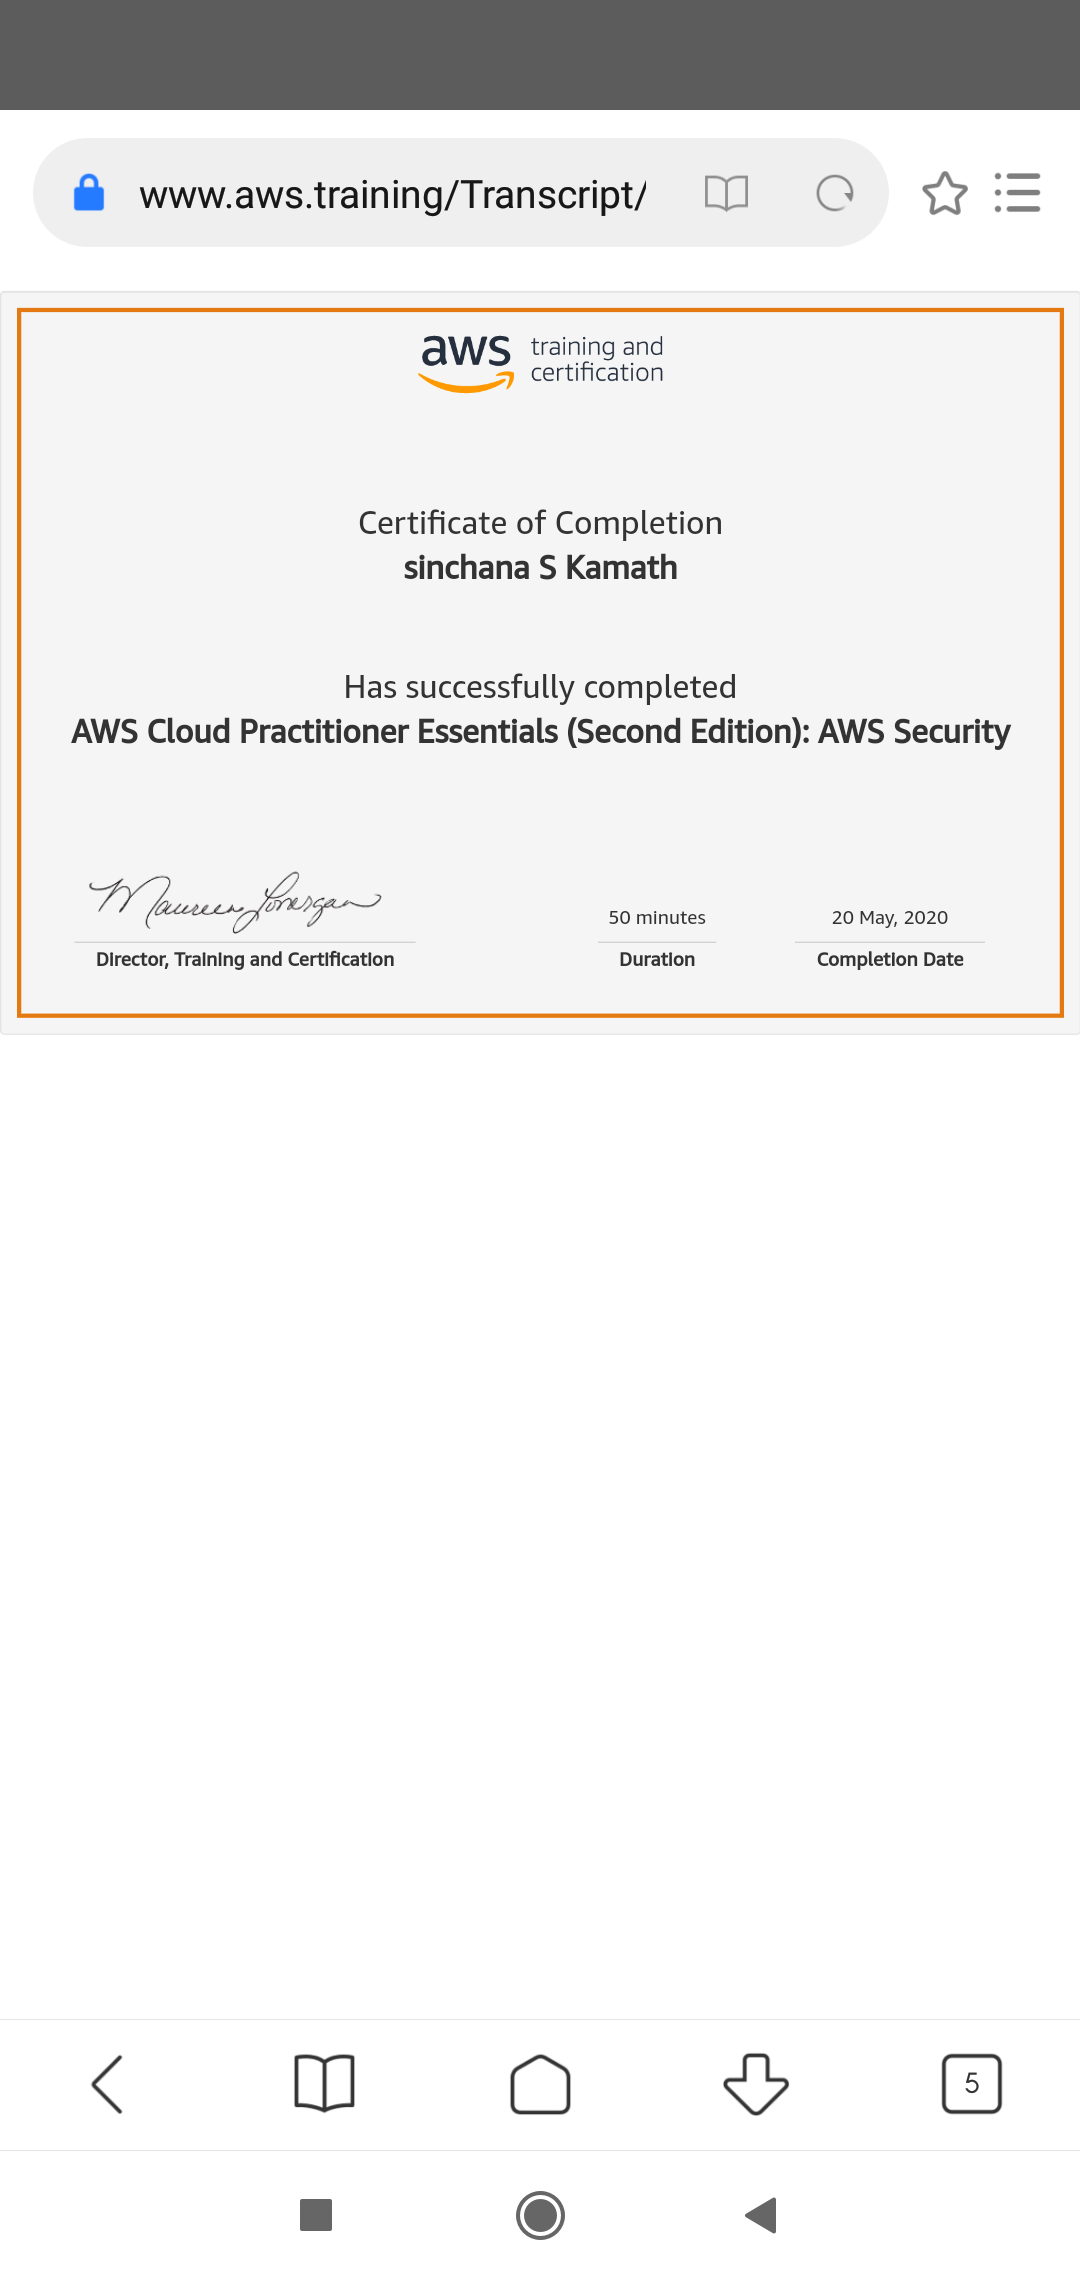 www.aws.training/Transcript/
aws training and
certification
Certificate of Completion
sinchana S Kamath
Has successfully completed
AWS Cloud Practitioner Essentials (Second Edition): AWS Security
Maureen Lonergan
50 minutes
20 May, 2020
Director, Training and Certification
Duration
Completion Date
5